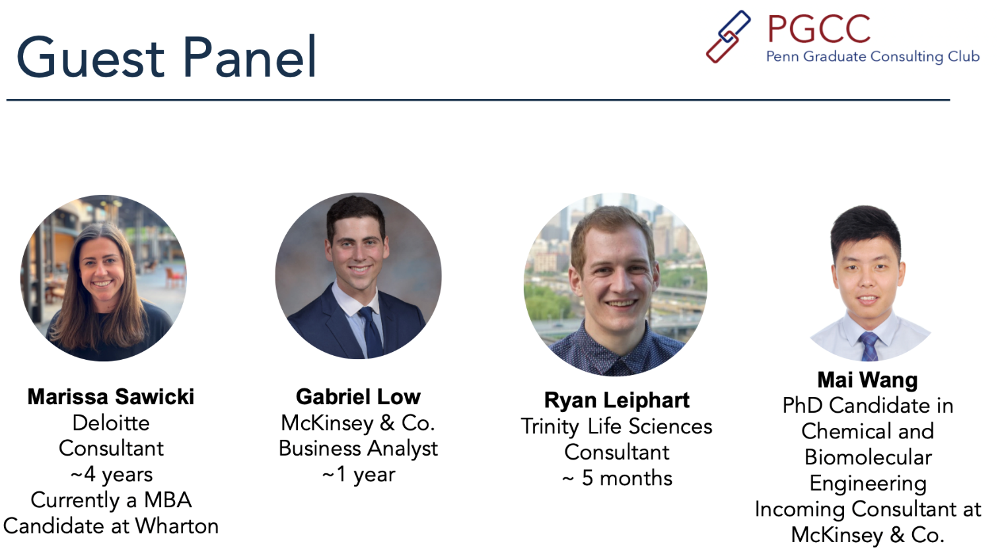 Guest Panel
PGCC
Penn Graduate Consulting Club
Marissa Sawicki
Deloitte
Consultant
~4 years
Currently a MBA
Candidate at Wharton
Gabriel Low
McKinsey & Co.
Business Analyst
~1 year
Ryan Leiphart
Trinity Life Sciences
Consultant
~ 5 months
Mai Wang
PhD Candidate in
Chemical and
Biomolecular
Engineering
Incoming Consultant at
McKinsey & Co.